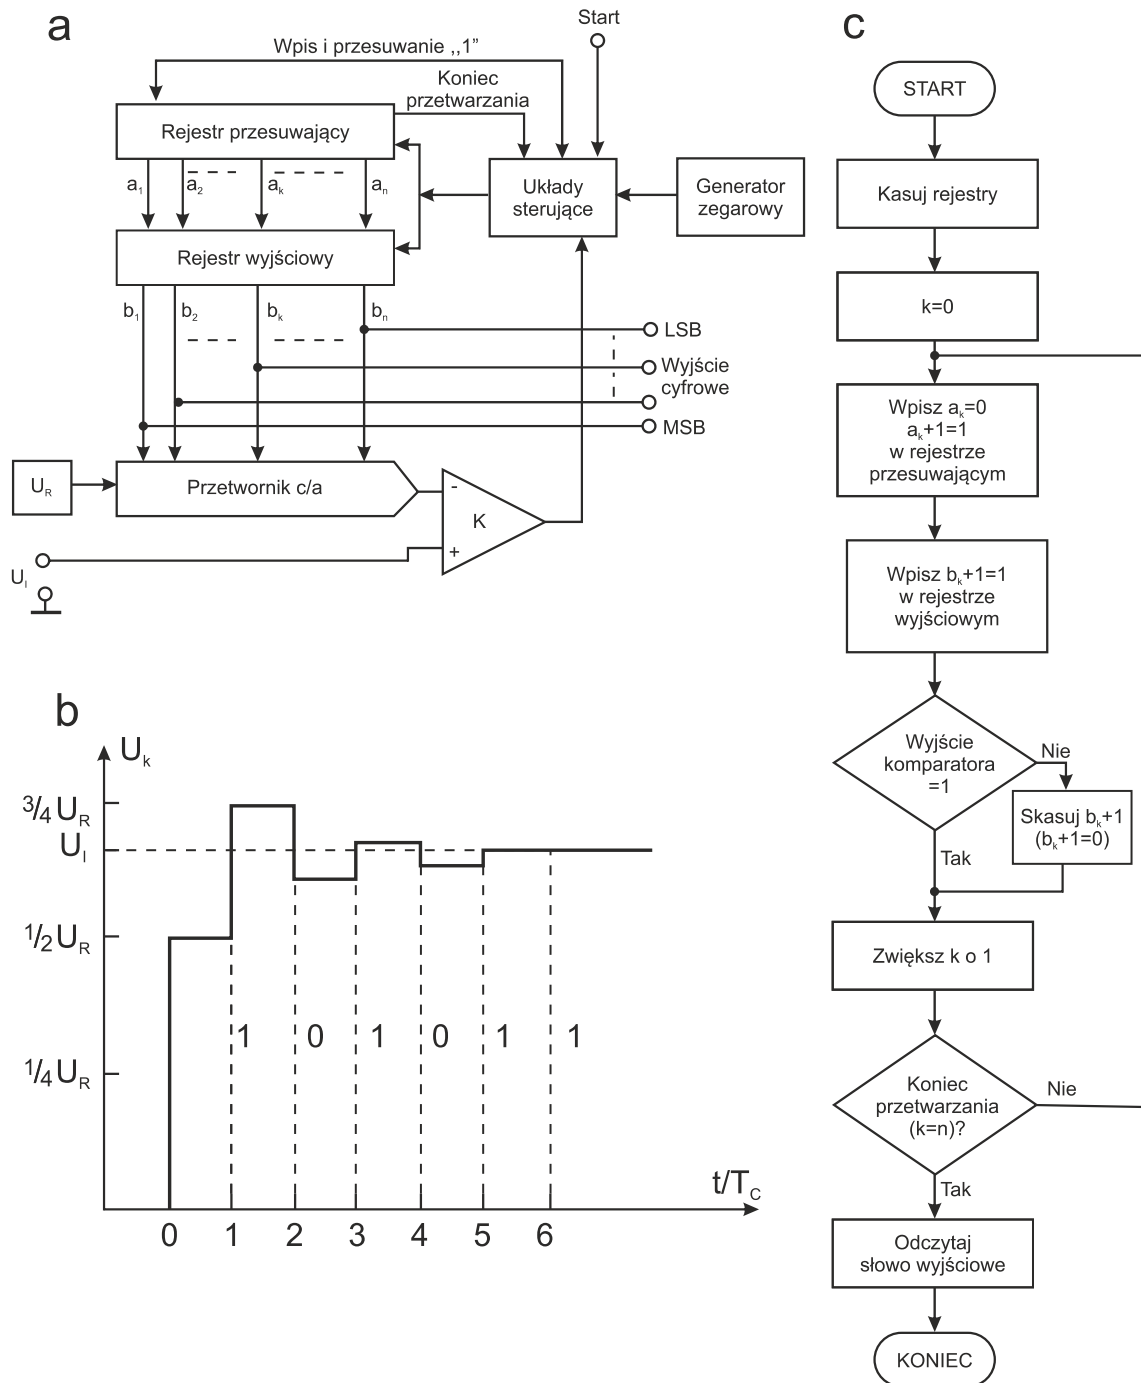 a
Start
Wpis i przesuwanie ,,1”
Koniec
przetwarzania
Rejestr przesuwający
a1 a2 ak an
Układy
sterujące
Generator
zegarowy
Rejestr wyjściowy
b1 b2 bk bn
LSB
Wyjście
cyfrowe
MSB
UR
Przetwornik c/a
-
K
+
UI
b
Uk
3/4 UR
UI
1/2 UR
1 0 1 0 1 1
1/4 UR
t/TC
0 1 2 3 4 5 6
c
START
Kasuj rejestry
k=0
Wpisz ak=0
ak+1=1
w rejestrze
przesuwającym
Wpisz bk+1=1
w rejestrze
wyjściowym
Wyjście
komparatora
=1
Nie
Skasuj bk+1
(bk+1=0)
Tak
Zwiększ k o 1
Koniec
przetwarzania
(k=n)?
Nie
Tak
Odczytaj
słowo wyjściowe
KONIEC